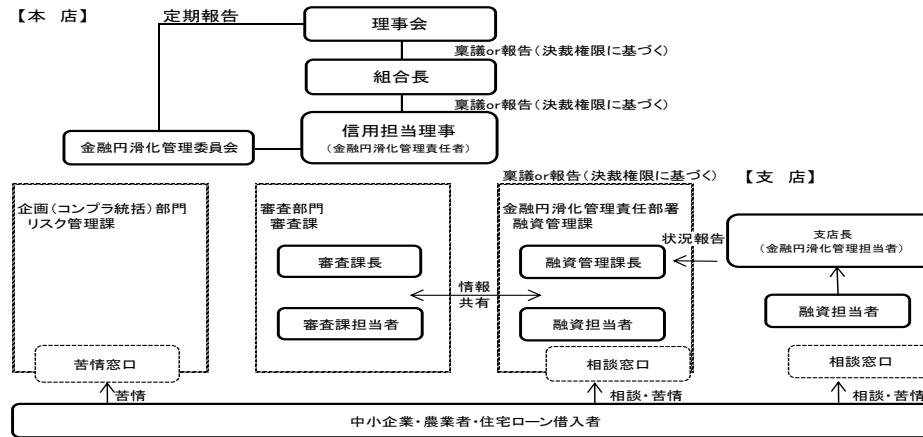 【本　店】
定期報告
理事会
稟議or報告（決裁権限に基づく）
組合長
稟議or報告（決裁権限に基づく）
信用担当理事
（金融円滑化管理責任者）
金融円滑化管理委員会
稟議or報告（決裁権限に基づく）
【支　店】
企画（コンプラ統括）部門
リスク管理課
審査部門
審査課
金融円滑化管理責任部署
融資管理課
状況報告
支店長
（金融円滑化管理担当者）
審査課長
融資管理課長
情報
共有
審査課担当者
融資担当者
融資担当者
苦情窓口
相談窓口
相談窓口
苦情
相談・苦情
相談・苦情
中小企業・農業者・住宅ローン借入者